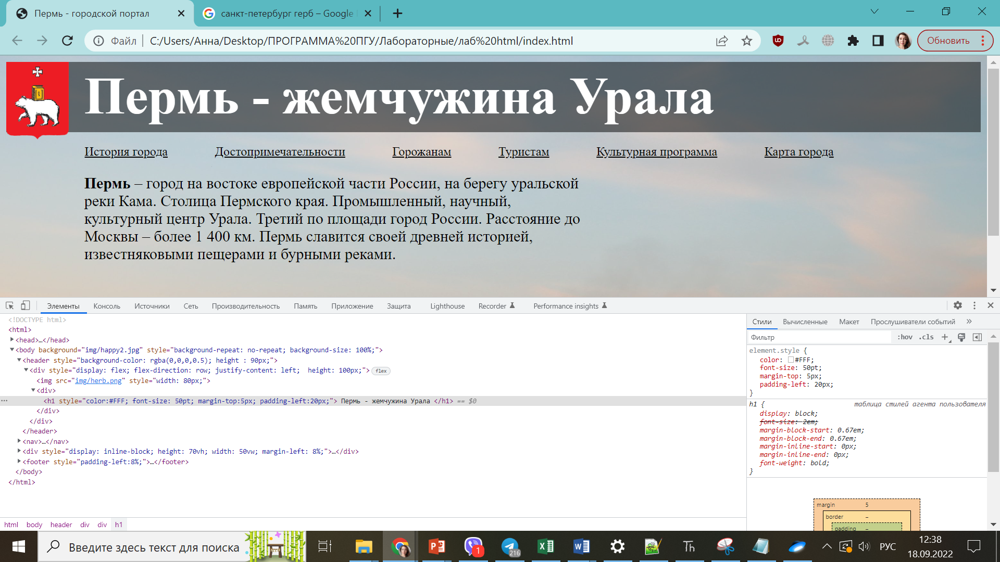 Пермь - городской портал
санкт-петербург герб – Google
Файл
C:/Users/Анна/Desktop/ПРОГРАММА%20ПГУ/Лабораторные/лаб%20html/index.html
Обновить
Пермь - жемчужина Урала
История города Достопримечательности Горожанам Туристам Культурная программа Карта города
Пермь – город на востоке европейской части России, на берегу уральской
реки Кама. Столица Пермского края. Промышленный, научный,
культурный центр Урала. Третий по площади город России. Расстояние до
Москвы – более 1 400 км. Пермь славится своей древней историей,
известняковыми пещерами и бурными реками.
Элементы Консоль Источники Сеть Производительность Память Приложение Защита Lighthouse Recorder Performance insights
<!DOCTYPE html>
<html>
<head>…</head>
<body background="img/happy2.jpg" style="background-repeat: no-repeat; background-size: 100%;">
<header style="background-color: rgba(0,0,0,0.5); height : 90px;">
<div style="display: flex; flex-direction: row; justify-content: left;  height: 100px;"> flex
<img src="img/herb.png" style="width: 80px;">
<div>
<h1 style="color:#FFF; font-size: 50pt; margin-top:5px; padding-left:20px;"> Пермь - жемчужина Урала </h1> == $0
</div>
</div>
</header>
<nav>…</nav>
<div style="display: inline-block; height: 70vh; width: 50vw; margin-left: 8%;">…</div>
<footer style="padding-left:8%;">…</footer>
</body>
</html>
html body header div div h1
Стили Вычисленные Макет Прослушиватели событий
Фильтр :hov .cls
element.style {
color: #FFF;
font-size: 50pt;
margin-top: 5px;
padding-left: 20px;
}
h1 { таблица стилей агента пользователя
display: block;
font-size: 2em;
margin-block-start: 0.67em;
margin-block-end: 0.67em;
margin-inline-start: 0px;
margin-inline-end: 0px;
font-weight: bold;
}
margin 5
border –
padding –
Введите здесь текст для поиска
1
216
Th
РУС
12:38
18.09.2022